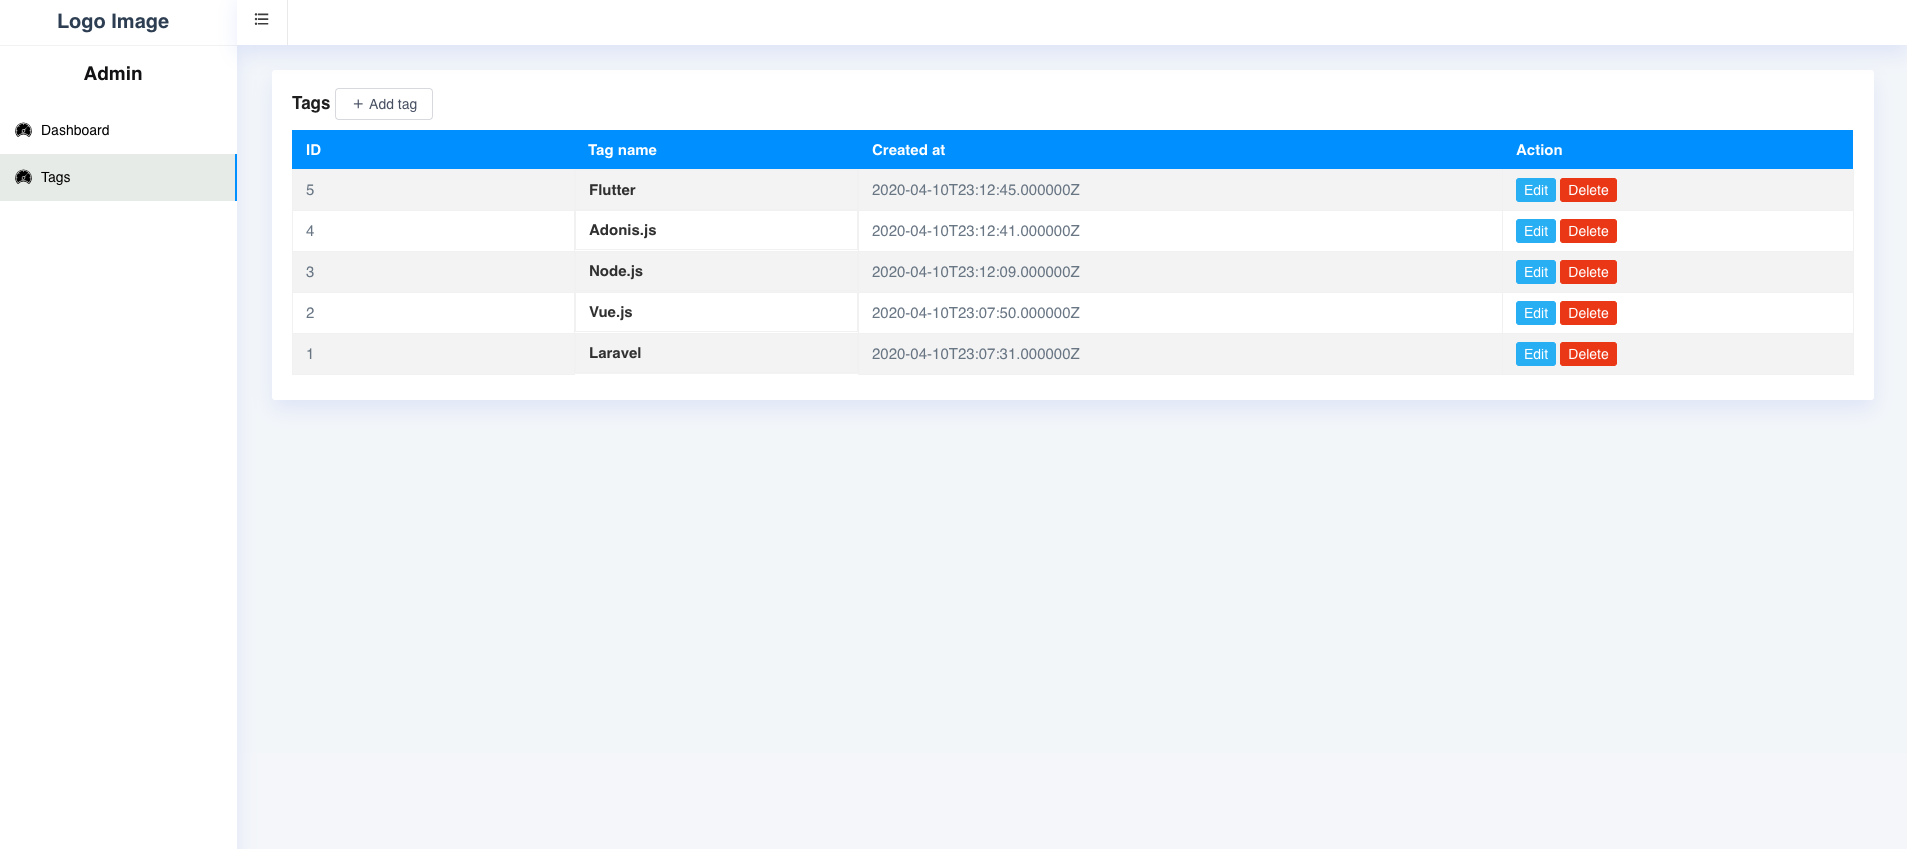 Logo Image
Admin
Dashboard
Tags
Tags + Add tag
ID Tag name Created at Action
5 Flutter 2020-04-10T23:12:45.000000Z Edit Delete
4 Adonis.js 2020-04-10T23:12:41.000000Z Edit Delete
3 Node.js 2020-04-10T23:12:09.000000Z Edit Delete
2 Vue.js 2020-04-10T23:07:50.000000Z Edit Delete
1 Laravel 2020-04-10T23:07:31.000000Z Edit Delete